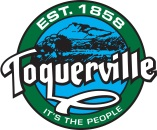 EST. 1858
Toquerville
IT'S THE PEOPLE